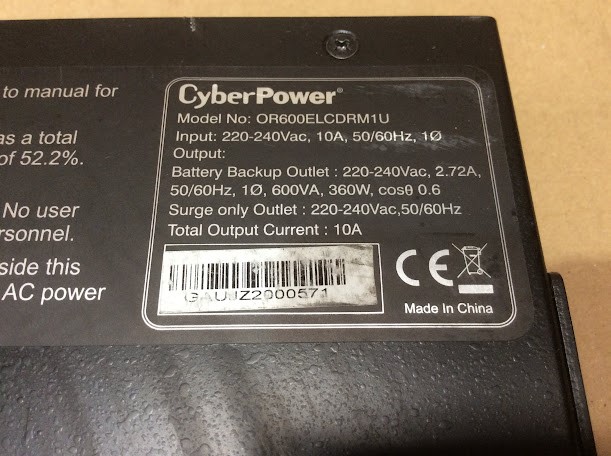 to manual for
as a total
of 52.2%.
No user
rsonnel.
side this
AC power
CyberPower®
Model No: OR600ELCDRM1U
Input: 220-240Vac, 10A, 50/60Hz, 1Ø
Output:
Battery Backup Outlet : 220-240Vac, 2.72A,
50/60Hz, 1Ø, 600VA, 360W, cosθ 0.6
Surge only Outlet : 220-240Vac,50/60Hz
Total Output Current : 10A
GAUJZ2000571
CE
Made In China